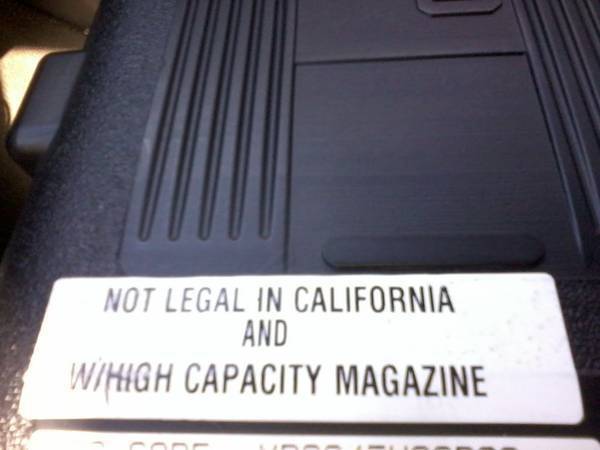 NOT LEGAL IN CALIFORNIA
AND
W/HIGH CAPACITY MAGAZINE